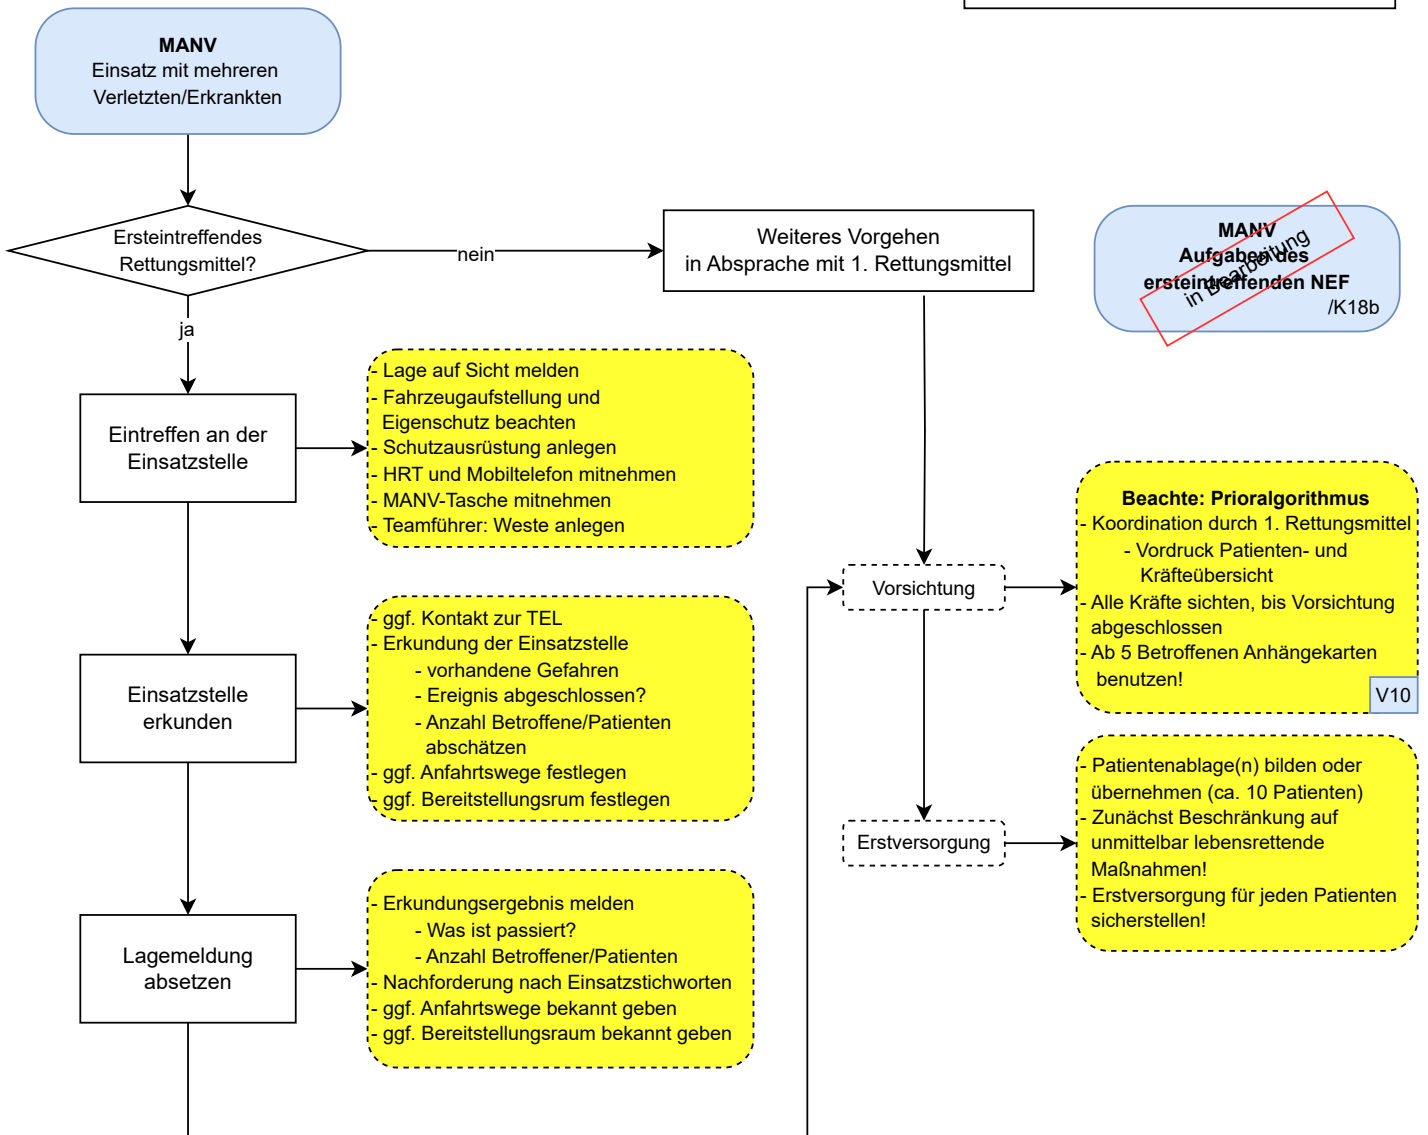 MANV
Einsatz mit mehreren
Verletzten/Erkrankten
Ersteintreffendes
Rettungsmittel?
nein
Weiteres Vorgehen
in Absprache mit 1. Rettungsmittel
MANV
Aufgaben des
ersteintreffenden NEF
/K18b
in Bearbeitung
ja
Eintreffen an der
Einsatzstelle
- Lage auf Sicht melden
- Fahrzeugaufstellung und
Eigenschutz beachten
- Schutzausrüstung anlegen
- HRT und Mobiltelefon mitnehmen
- MANV-Tasche mitnehmen
- Teamführer: Weste anlegen
Einsatzstelle
erkunden
- ggf. Kontakt zur TEL
- Erkundung der Einsatzstelle
- vorhandene Gefahren
- Ereignis abgeschlossen?
- Anzahl Betroffene/Patienten
abschätzen
- ggf. Anfahrtswege festlegen
- ggf. Bereitstellungsrum festlegen
Lagemeldung
absetzen
- Erkundungsergebnis melden
- Was ist passiert?
- Anzahl Betroffener/Patienten
- Nachforderung nach Einsatzstichworten
- ggf. Anfahrtswege bekannt geben
- ggf. Bereitstellungsraum bekannt geben
Vorsichtung
Beachte: Prioralgorithmus
- Koordination durch 1. Rettungsmittel
- Vordruck Patienten- und
Kräfteübersicht
- Alle Kräfte sichten, bis Vorsichtung
abgeschlossen
- Ab 5 Betroffenen Anhängekarten
benutzen!
V10
Erstversorgung
- Patientenablage(n) bilden oder
übernehmen (ca. 10 Patienten)
- Zunächst Beschränkung auf
unmittelbar lebensrettende
Maßnahmen!
- Erstversorgung für jeden Patienten
sicherstellen!